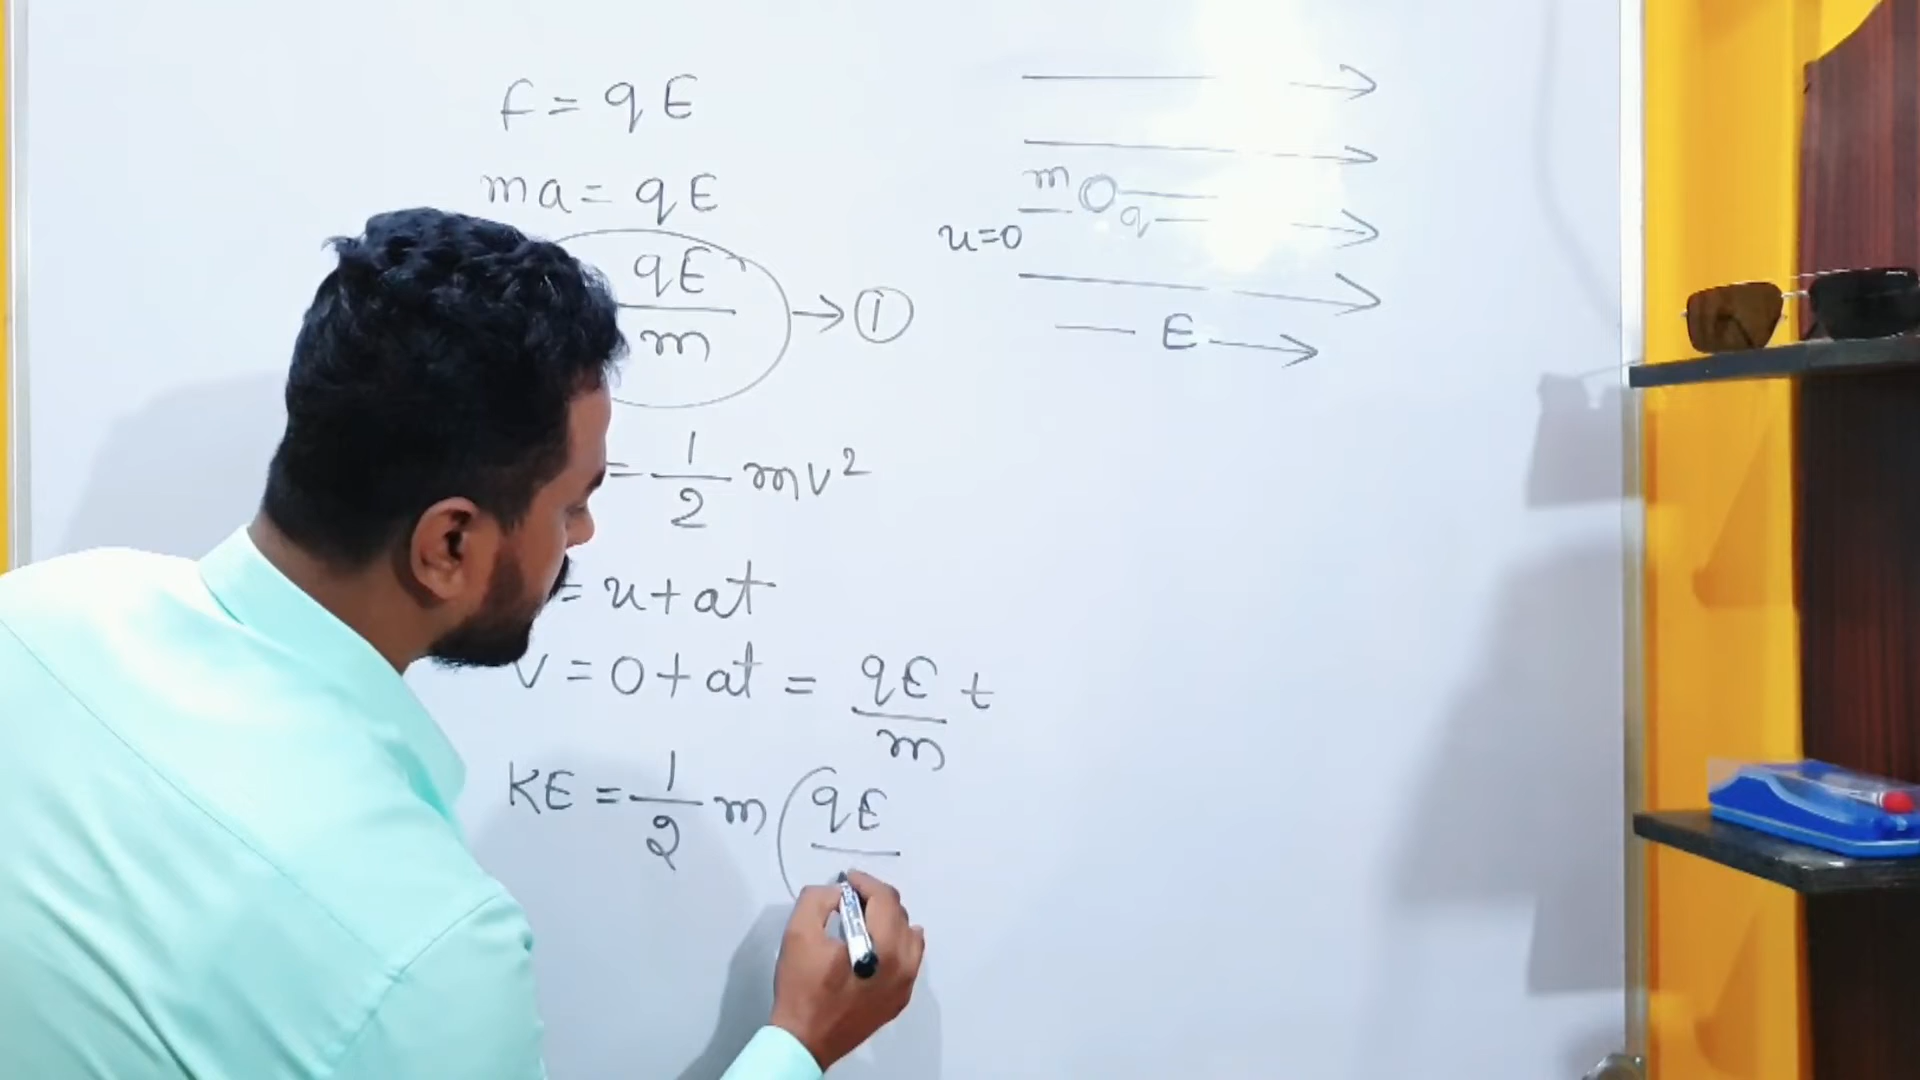 F = qE
ma = qE
qE/m → ①
= 1/2 mv²
= u + at
v = 0 + at = qE/m t
KE = 1/2 m (qE
m
q
u=0
E